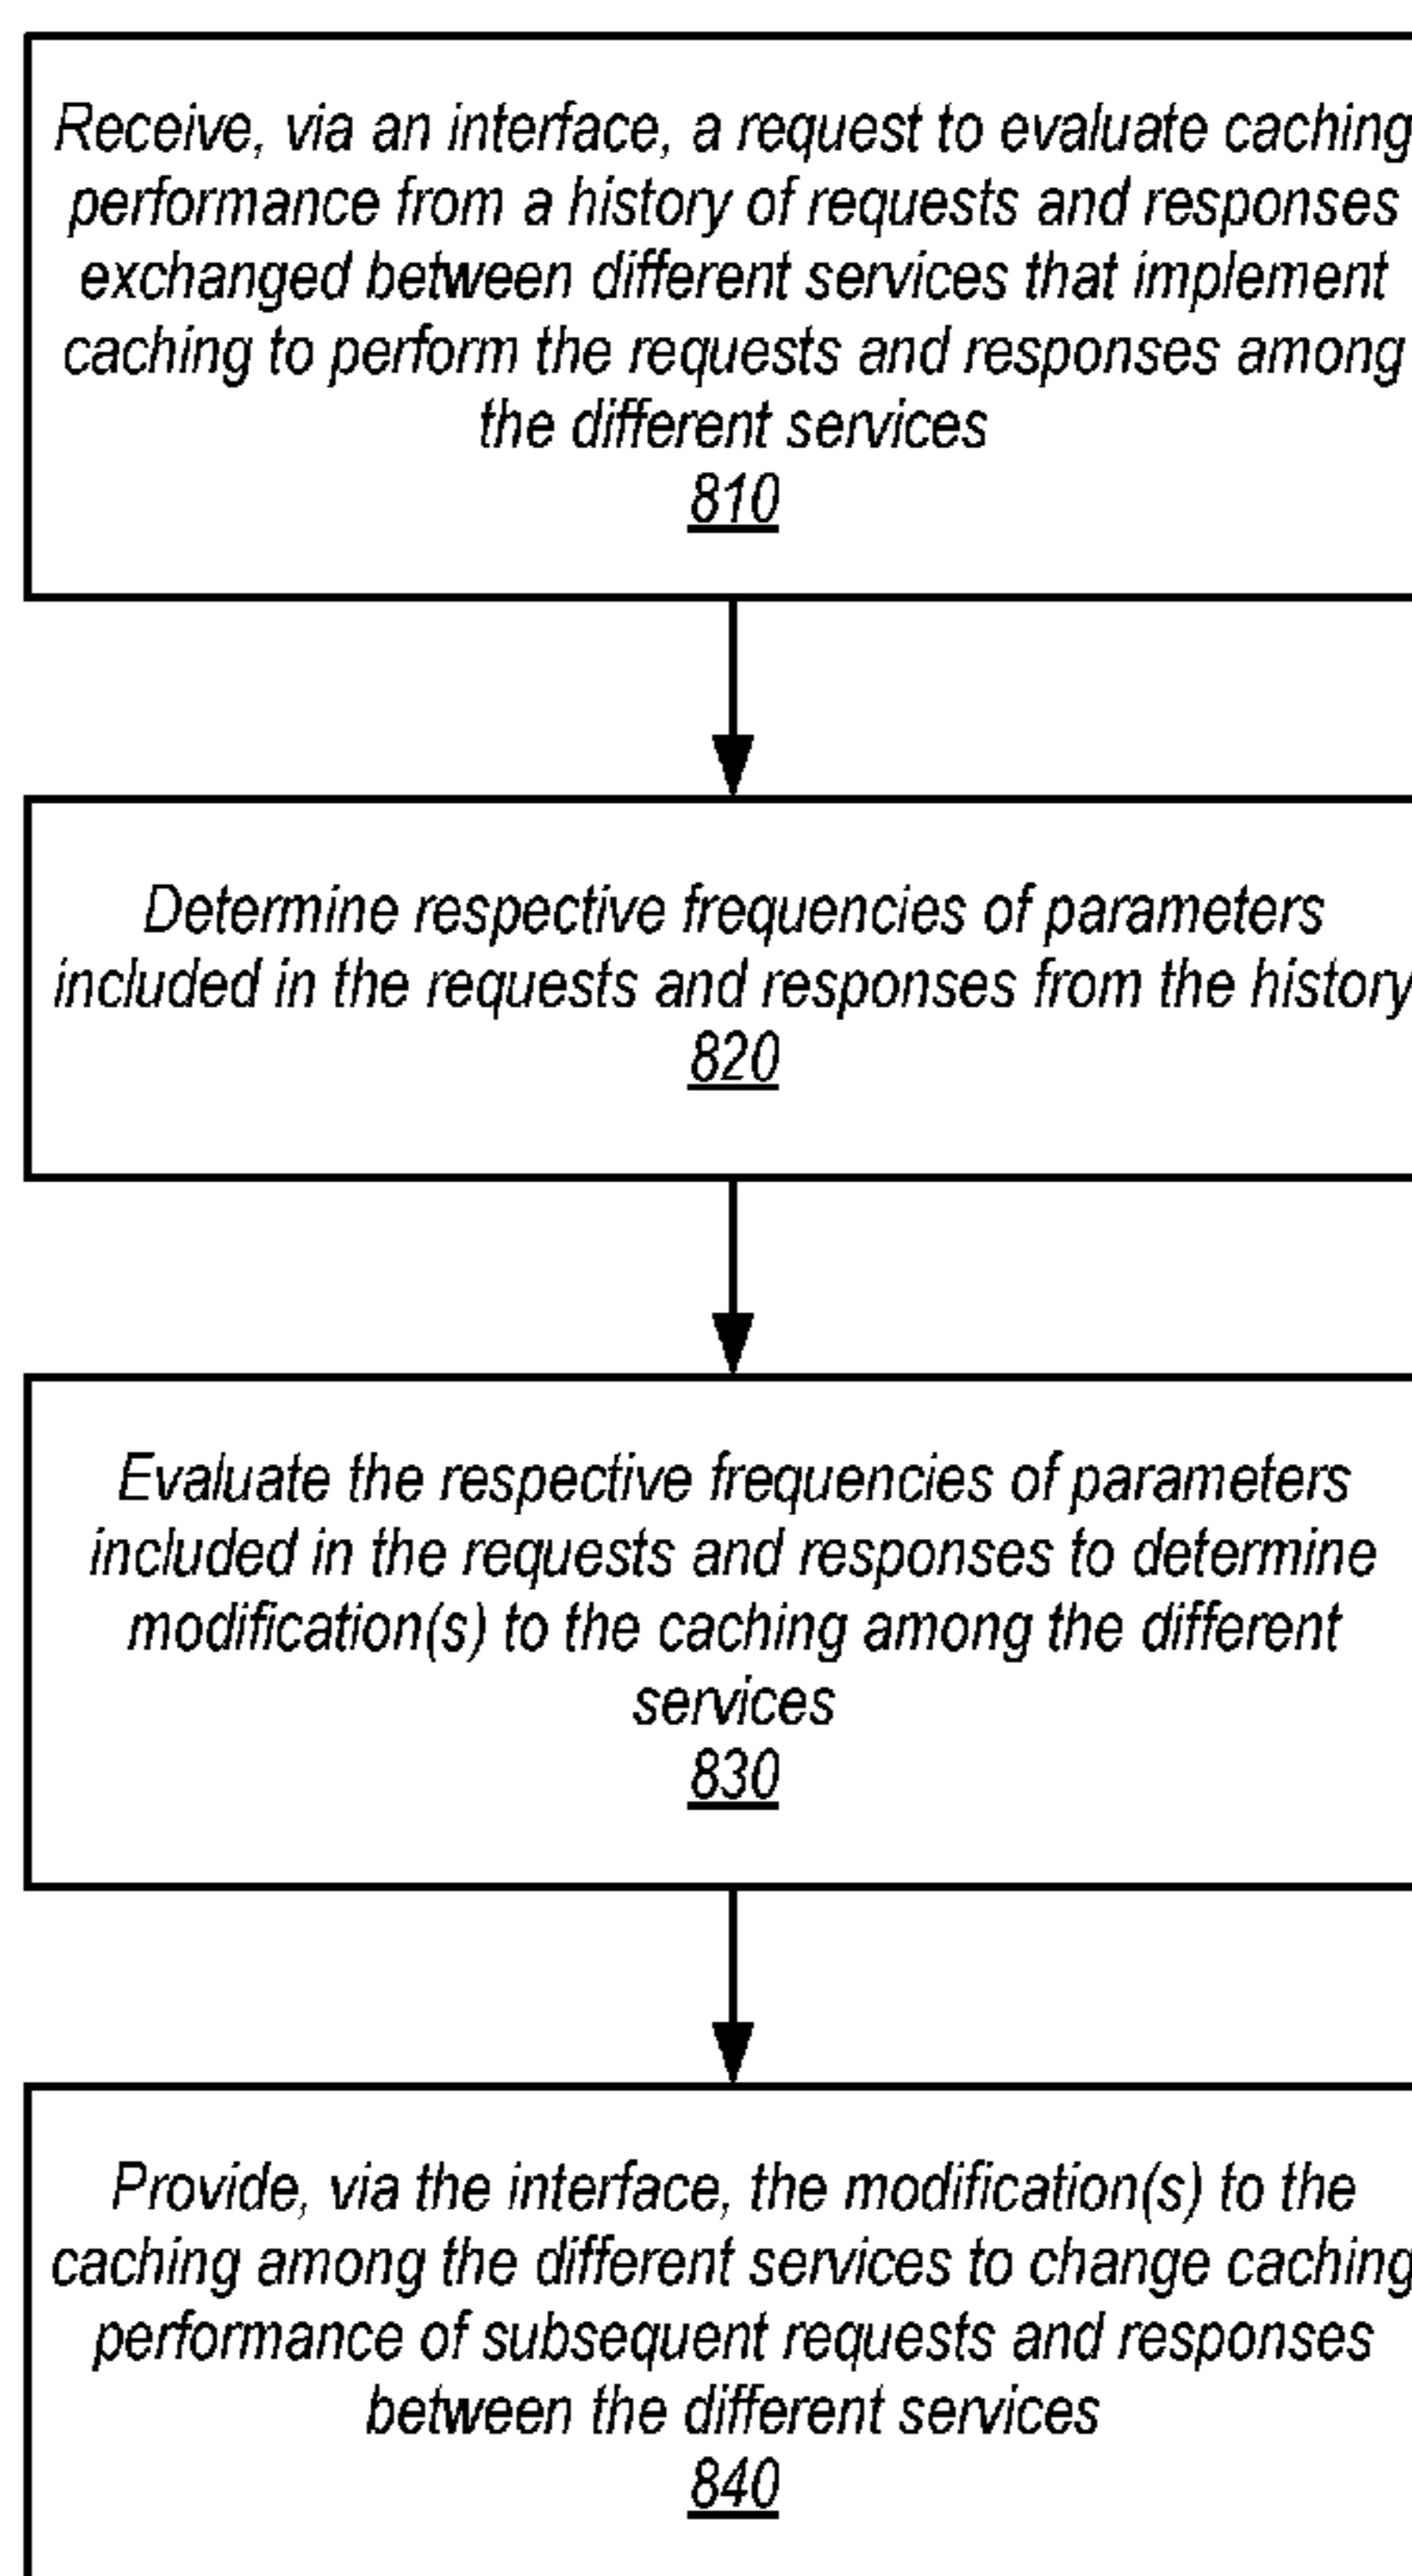 Receive, via an interface, a request to evaluate caching
performance from a history of requests and responses
exchanged between different services that implement
caching to perform the requests and responses among
the different services
810
Determine respective frequencies of parameters
included in the requests and responses from the history
820
Evaluate the respective frequencies of parameters
included in the requests and responses to determine
modification(s) to the caching among the different
services
830
Provide, via the interface, the modification(s) to the
caching among the different services to change caching
performance of subsequent requests and responses
between the different services
840